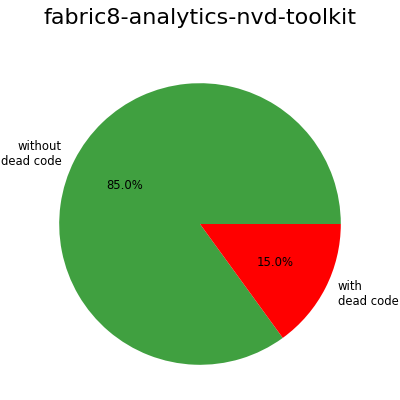 fabric8-analytics-nvd-toolkit
without
dead code
85.0%
15.0%
with
dead code